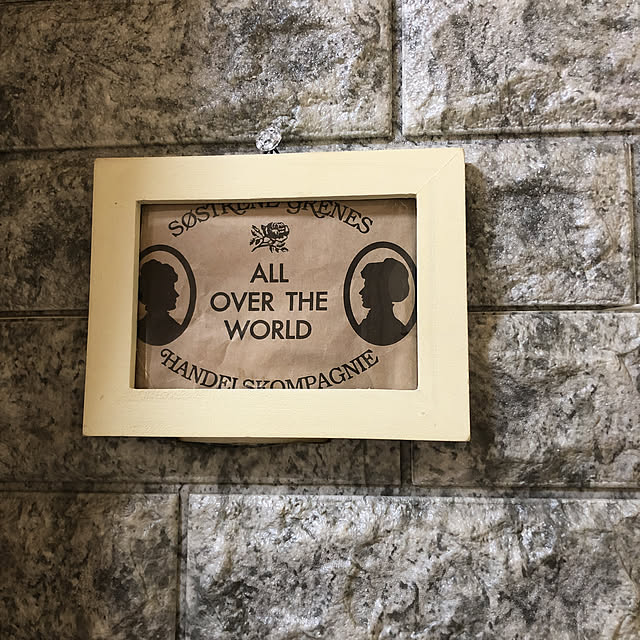 SØSTRENE GRENES
ALL
OVER THE
WORLD
HANDELSKOMPAGNIE